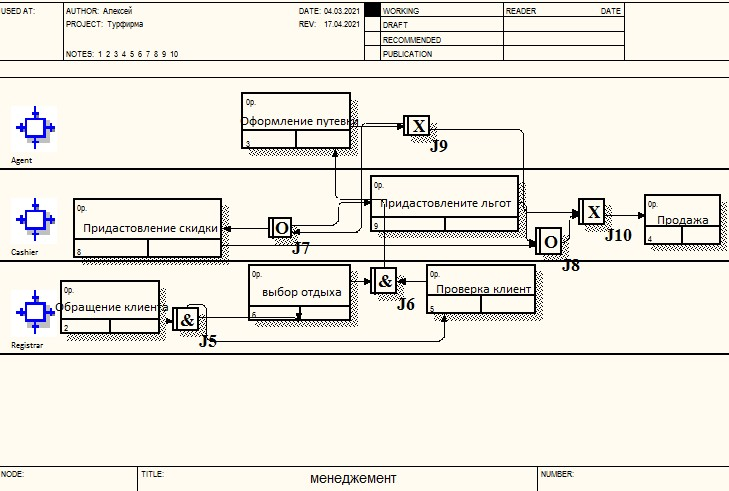 USED AT:
AUTHOR: Алексей
DATE: 04.03.2021
WORKING
READER
DATE
PROJECT: Турфирма
REV: 17.04.2021
DRAFT
RECOMMENDED
NOTES: 1 2 3 4 5 6 7 8 9 10
PUBLICATION
0р.
Оформление путевки
3
X
J9
Agent
0р.
Придаставлените льгот
9
0р.
Придастовление скидки
8
O
J7
X
J10
0р.
Продажа
4
O
J8
Cashier
0р.
Обращение клиента
2
&
J5
0р.
выбор отдыха
6
&
J6
0р.
Проверка клиент
5
Registrar
NODE:
TITLE:
менеджемент
NUMBER: